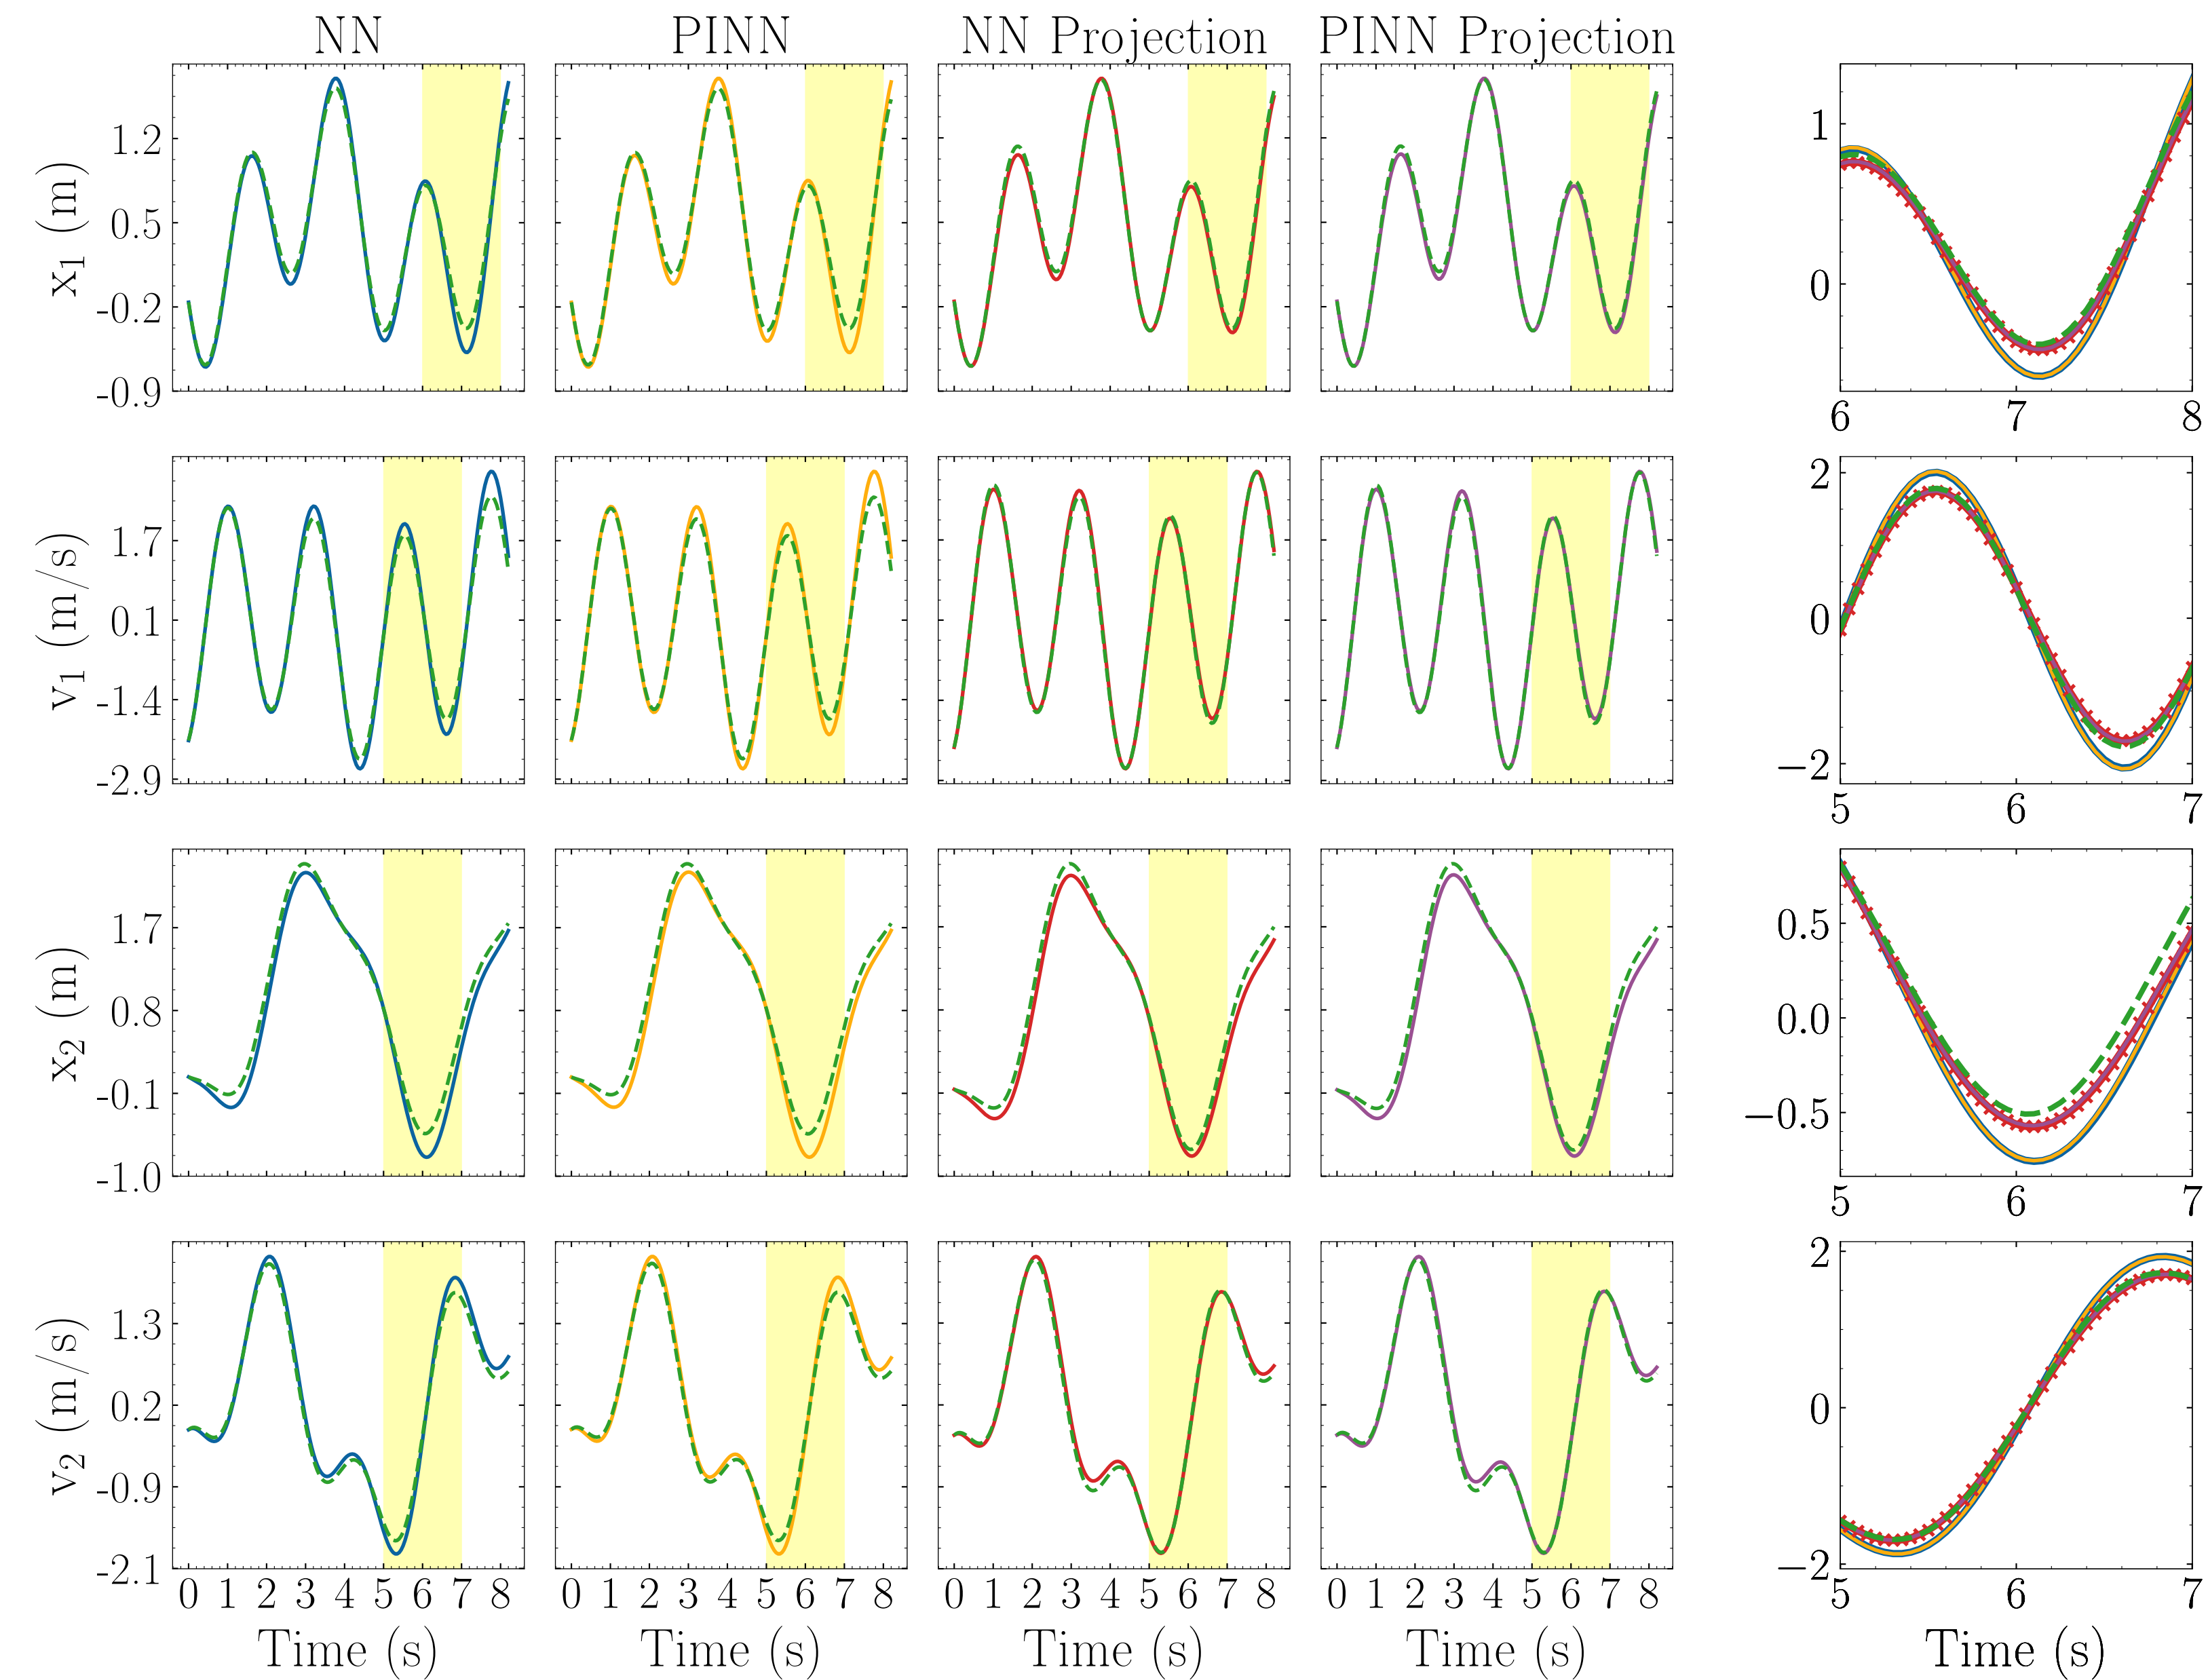 NN PINN NN Projection PINN Projection
x1 (m)
1.2
0.5
-0.2
-0.9
1
0
6 7 8
v1 (m/s)
1.7
0.1
-1.4
-2.9
2
0
−2
5 6 7
x2 (m)
1.7
0.8
-0.1
-1.0
0.5
0.0
−0.5
5 6 7
v2 (m/s)
1.3
0.2
-0.9
-2.1
2
0
−2
0 1 2 3 4 5 6 7 8 0 1 2 3 4 5 6 7 8 0 1 2 3 4 5 6 7 8 0 1 2 3 4 5 6 7 8 5 6 7
Time (s) Time (s) Time (s) Time (s) Time (s)